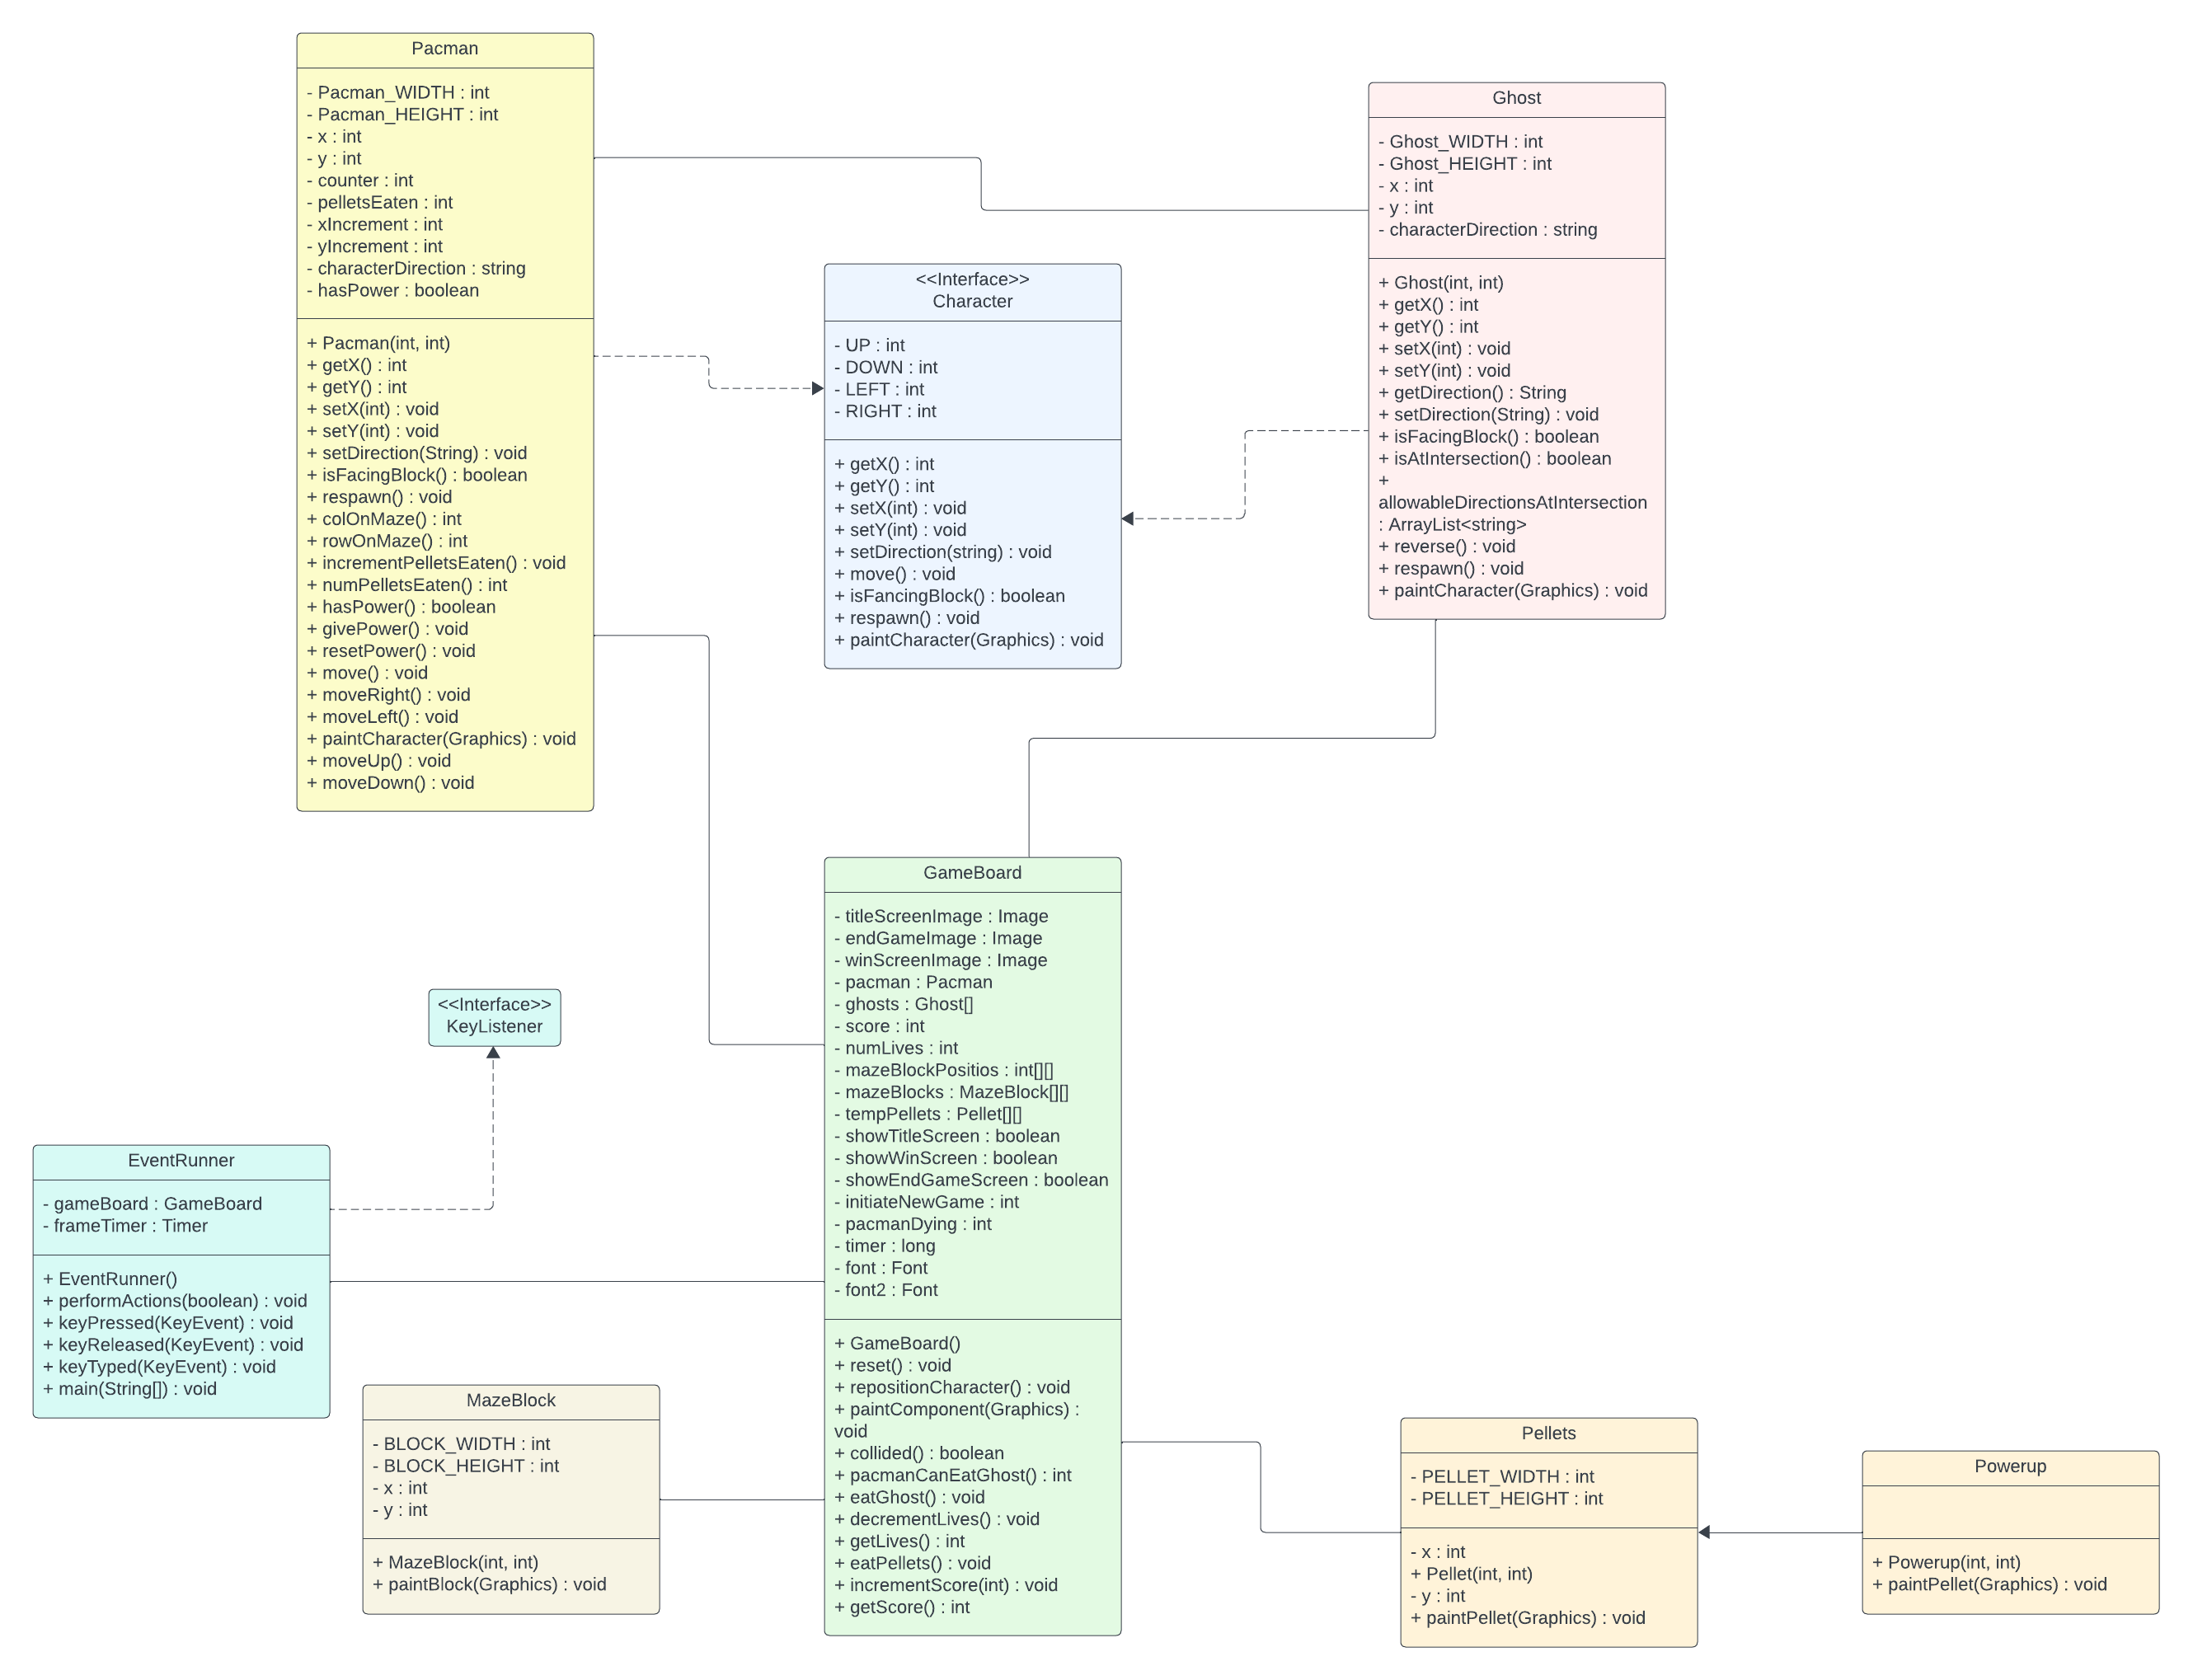 Pacman
- Pacman_WIDTH : int
- Pacman_HEIGHT : int
- x : int
- y : int
- counter : int
- pelletsEaten : int
- xIncrement : int
- yIncrement : int
- characterDirection : string
- hasPower : boolean
+ Pacman(int, int)
+ getX() : int
+ getY() : int
+ setX(int) : void
+ setY(int) : void
+ setDirection(String) : void
+ isFacingBlock() : boolean
+ respawn() : void
+ colOnMaze() : int
+ rowOnMaze() : int
+ incrementPelletsEaten() : void
+ numPelletsEaten() : int
+ hasPower() : boolean
+ givePower() : void
+ resetPower() : void
+ move() : void
+ moveRight() : void
+ moveLeft() : void
+ paintCharacter(Graphics) : void
+ moveUp() : void
+ moveDown() : void
Ghost
- Ghost_WIDTH : int
- Ghost_HEIGHT : int
- x : int
- y : int
- characterDirection : string
+ Ghost(int, int)
+ getX() : int
+ getY() : int
+ setX(int) : void
+ setY(int) : void
+ getDirection() : String
+ setDirection(String) : void
+ isFacingBlock() : boolean
+ isAtIntersection() : boolean
+
allowableDirectionsAtIntersection
: ArrayList<string>
+ reverse() : void
+ respawn() : void
+ paintCharacter(Graphics) : void
<<Interface>>
Character
- UP : int
- DOWN : int
- LEFT : int
- RIGHT : int
+ getX() : int
+ getY() : int
+ setX(int) : void
+ setY(int) : void
+ setDirection(string) : void
+ move() : void
+ isFancingBlock() : boolean
+ respawn() : void
+ paintCharacter(Graphics) : void
GameBoard
- titleScreenImage : Image
- endGameImage : Image
- winScreenImage : Image
- pacman : Pacman
- ghosts : Ghost[]
- score : int
- numLives : int
- mazeBlockPositios : int[][]
- mazeBlocks : MazeBlock[][]
- tempPellets : Pellet[][]
- showTitleScreen : boolean
- showWinScreen : boolean
- showEndGameScreen : boolean
- initiateNewGame : int
- pacmanDying : int
- timer : long
- font : Font
- font2 : Font
+ GameBoard()
+ reset() : void
+ repositionCharacter() : void
+ paintComponent(Graphics) :
void
+ collided() : boolean
+ pacmanCanEatGhost() : int
+ eatGhost() : void
+ decrementLives() : void
+ getLives() : int
+ eatPellets() : void
+ incrementScore(int) : void
+ getScore() : int
<<Interface>>
KeyListener
EventRunner
- gameBoard : GameBoard
- frameTimer : Timer
+ EventRunner()
+ performActions(boolean) : void
+ keyPressed(KeyEvent) : void
+ keyReleased(KeyEvent) : void
+ keyTyped(KeyEvent) : void
+ main(String[]) : void
MazeBlock
- BLOCK_WIDTH : int
- BLOCK_HEIGHT : int
- x : int
- y : int
+ MazeBlock(int, int)
+ paintBlock(Graphics) : void
Pellets
- PELLET_WIDTH : int
- PELLET_HEIGHT : int
- x : int
+ Pellet(int, int)
- y : int
+ paintPellet(Graphics) : void
Powerup
+ Powerup(int, int)
+ paintPellet(Graphics) : void